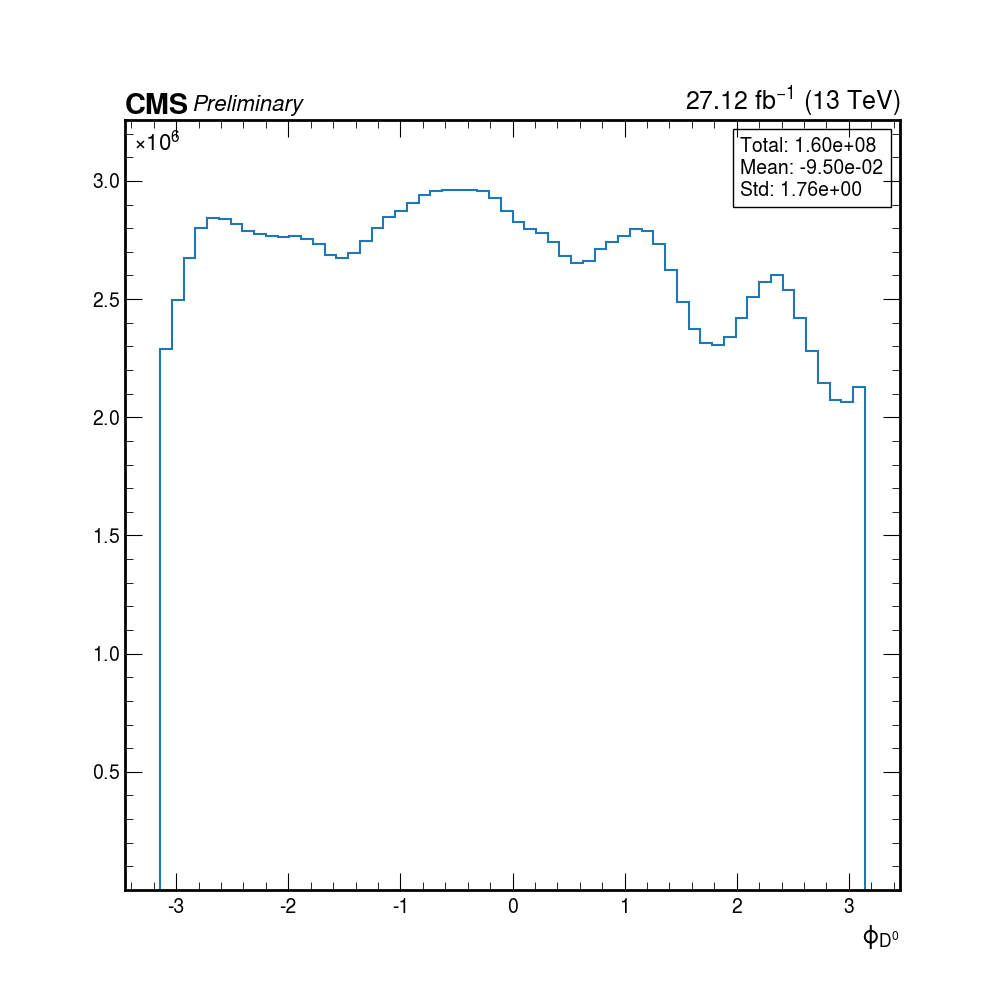 CMS Preliminary
27.12 fb⁻¹ (13 TeV)
×10⁶
Total: 1.60e+08
Mean: -9.50e-02
Std: 1.76e+00
3.0
2.5
2.0
1.5
1.0
0.5
-3 -2 -1 0 1 2 3
ϕ_D⁰